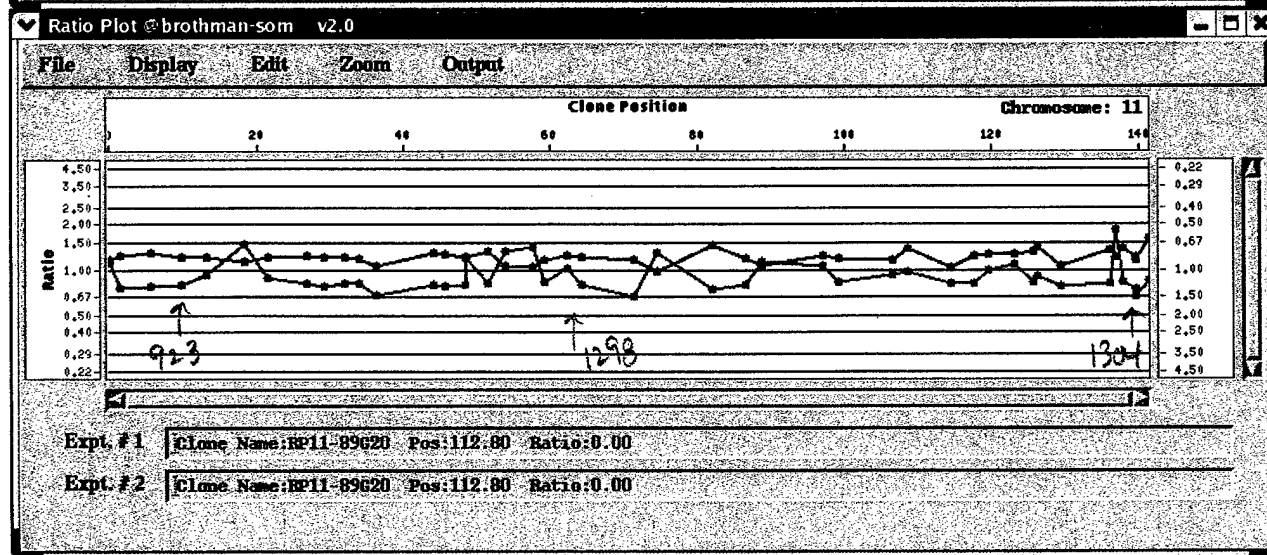 Ratio Plot @brothman-som v2.0
File Display Edit Zoom Output
Clone Position Chromosome: 11
0 20 40 60 80 100 120 140
Ratio
4.50 0.22
3.50 0.29
2.50 0.40
2.00 0.50
1.50 0.67
1.00 1.00
0.67 1.50
0.50 2.00
0.40 2.50
0.29 3.50
0.22 4.50
923 1298 1304
Expt. #1 Clone Name:RP11-89G20 Pos:112.80 Ratio:0.00
Expt. #2 Clone Name:RP11-89G20 Pos:112.80 Ratio:0.00